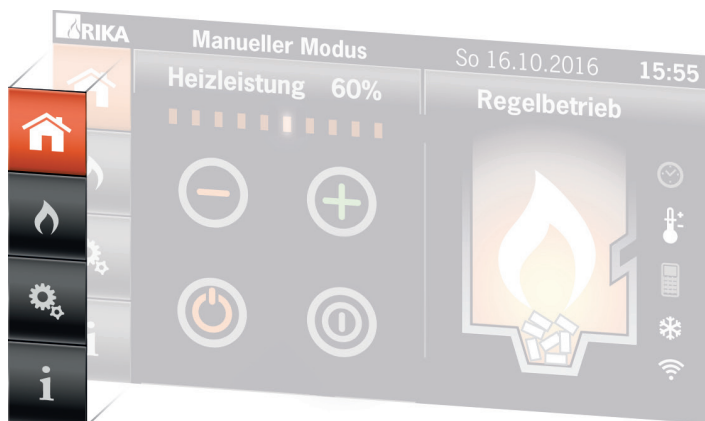 RIKA
Manueller Modus
So 16.10.2016
15:55
Heizleistung 60%
Regelbetrieb
i
i